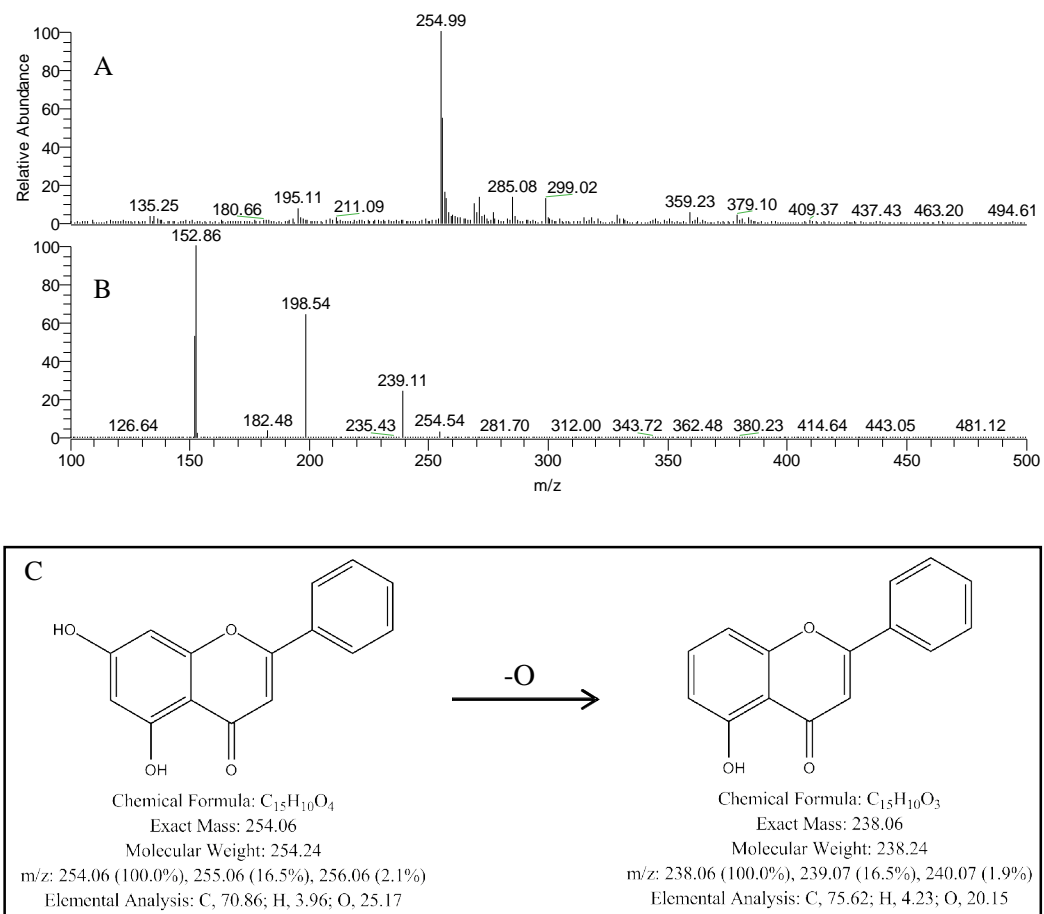 254.99
100
80
60
40
20
0
Relative Abundance
A
135.25
180.66
195.11
211.09
285.08
299.02
359.23
379.10
409.37
437.43
463.20
494.61
152.86
100
80
60
40
20
0
B
198.54
239.11
126.64
182.48
235.43
254.54
281.70
312.00
343.72
362.48
380.23
414.64
443.05
481.12
100 150 200 250 300 350 400 450 500
m/z
C
HO
O
OH
O
-O
O
OH
O
Chemical Formula: C₁₅H₁₀O₄
Exact Mass: 254.06
Molecular Weight: 254.24
m/z: 254.06 (100.0%), 255.06 (16.5%), 256.06 (2.1%)
Elemental Analysis: C, 70.86; H, 3.96; O, 25.17
Chemical Formula: C₁₅H₁₀O₃
Exact Mass: 238.06
Molecular Weight: 238.24
m/z: 238.06 (100.0%), 239.07 (16.5%), 240.07 (1.9%)
Elemental Analysis: C, 75.62; H, 4.23; O, 20.15